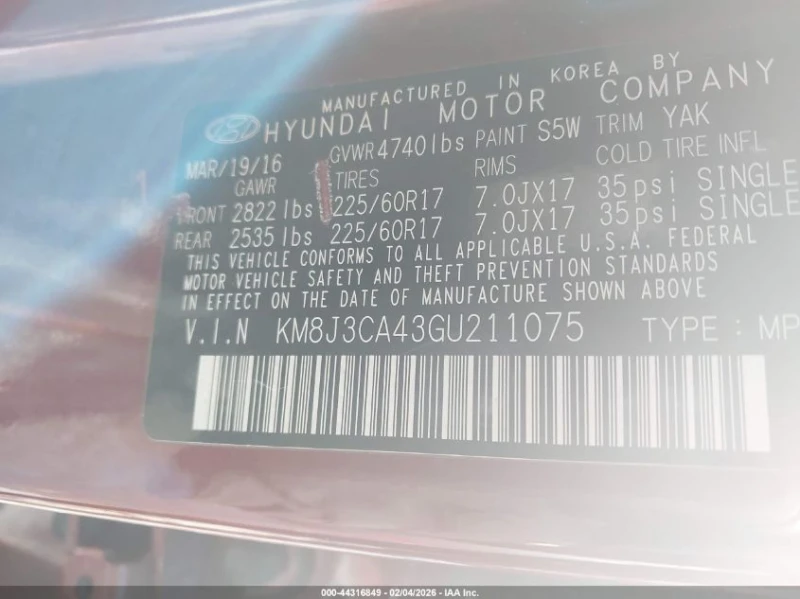 MANUFACTURED IN KOREA BY
HYUNDAI MOTOR COMPANY
MAR/19/16 GVWR 4740lbs PAINT S5W TRIM YAK
GAWR TIRES RIMS COLD TIRE INFL
FRONT 2822 lbs 225/60R17 7.0JX17 35psi SINGLE
REAR 2535 lbs 225/60R17 7.0JX17 35psi SINGLE
THIS VEHICLE CONFORMS TO ALL APPLICABLE U.S.A. FEDERAL
MOTOR VEHICLE SAFETY AND THEFT PREVENTION STANDARDS
IN EFFECT ON THE DATE OF MANUFACTURE SHOWN ABOVE
V.I.N KM8J3CA43GU211075 TYPE : MP
000-44316849 - 02/04/2026 - IAA Inc.